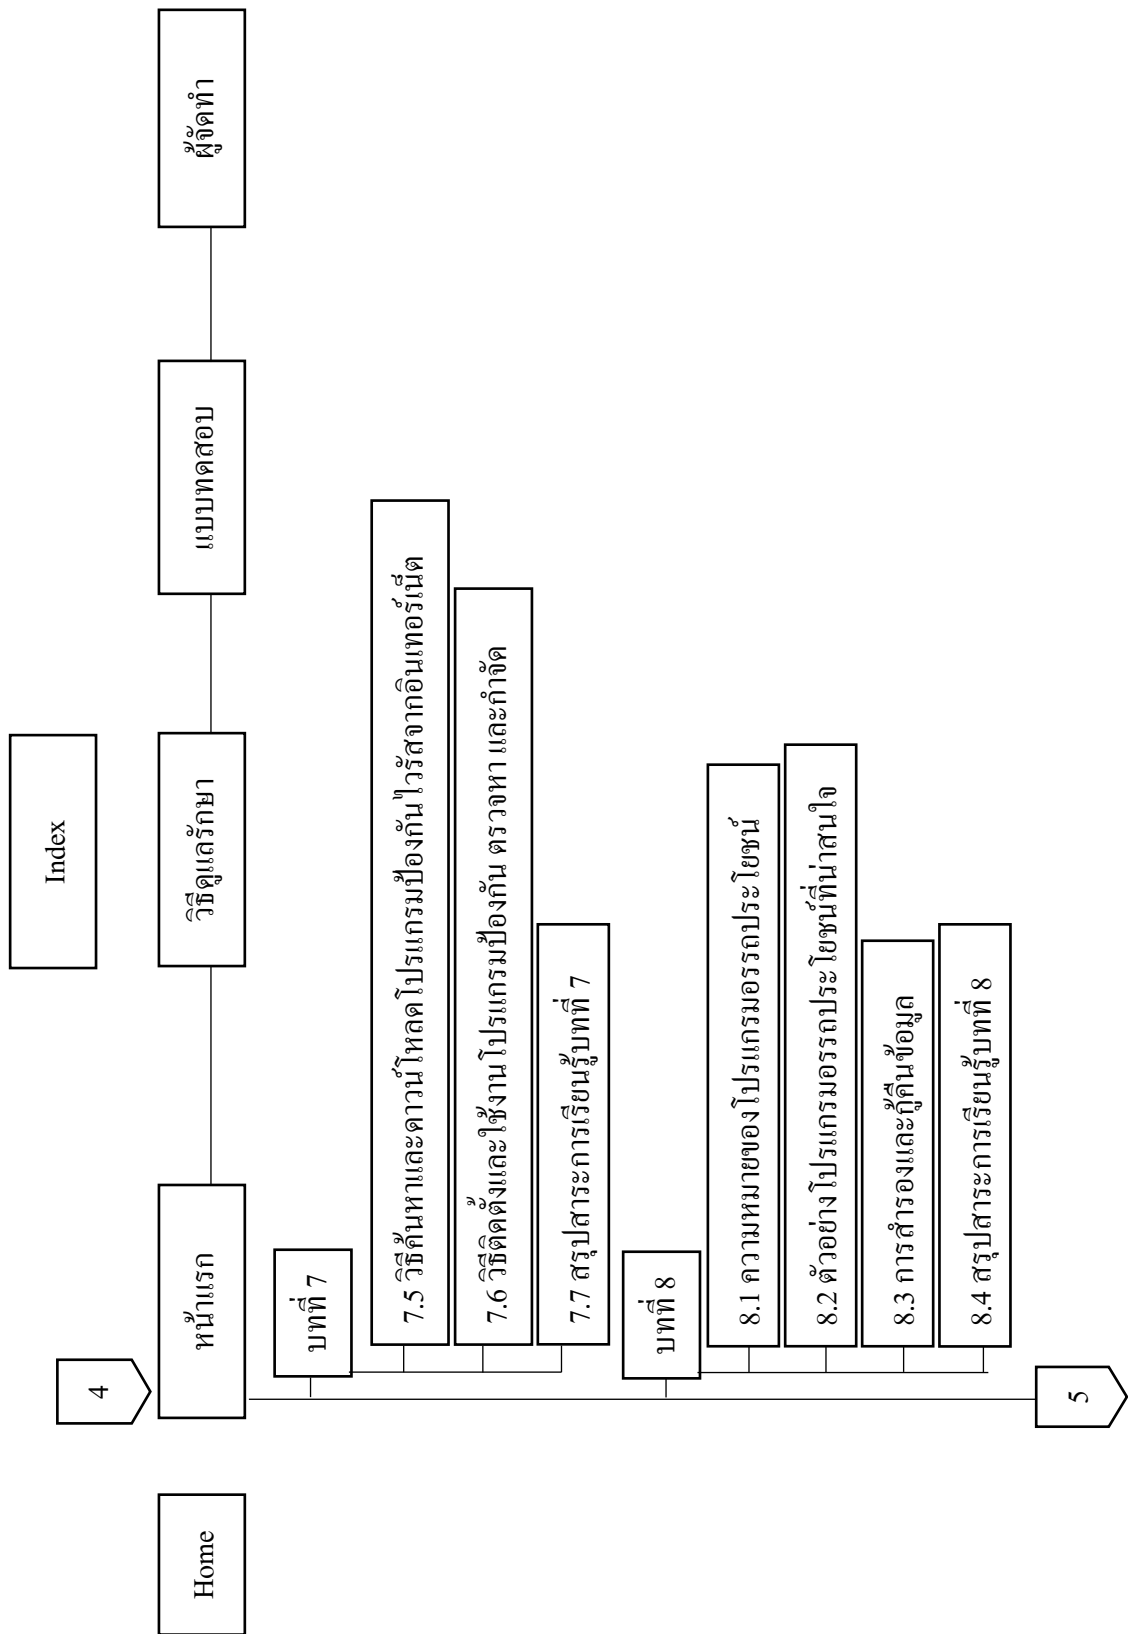 Index
4
Home
หน้าแรก
วิธีดูแลรักษา
แบบทดสอบ
ผู้จัดทำ
บทที่ 7
7.5 วิธีค้นหาและดาวน์โหลดโปรแกรมป้องกันไวรัสจากอินเทอร์เน็ต
7.6 วิธีติดตั้งและใช้งานโปรแกรมป้องกัน ตรวจหา และกำจัด
7.7 สรุปสาระการเรียนรู้บทที่ 7
บทที่ 8
8.1 ความหมายของโปรแกรมอรรถประโยชน์
8.2 ตัวอย่างโปรแกรมอรรถประโยชน์ที่น่าสนใจ
8.3 การสำรองและกู้คืนข้อมูล
8.4 สรุปสาระการเรียนรู้บทที่ 8
5